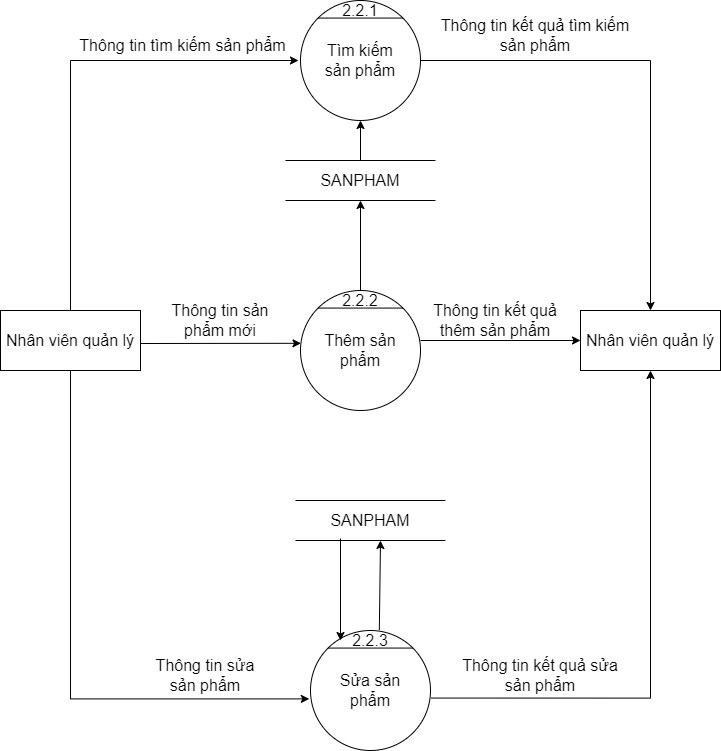 2.2.1
Thông tin tìm kiếm sản phẩm
Tìm kiếm
sản phẩm
Thông tin kết quả tìm kiếm
sản phẩm
SANPHAM
Nhân viên quản lý
Thông tin sản
phẩm mới
2.2.2
Thêm sản
phẩm
Thông tin kết quả
thêm sản phẩm
Nhân viên quản lý
SANPHAM
Thông tin sửa
sản phẩm
2.2.3
Sửa sản
phẩm
Thông tin kết quả sửa
sản phẩm